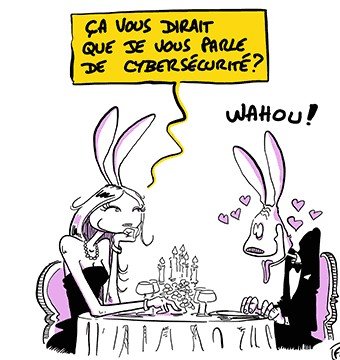 ÇA VOUS DIRAIT
QUE JE VOUS PARLE
DE CYBERSÉCURITÉ?
WAHOU!